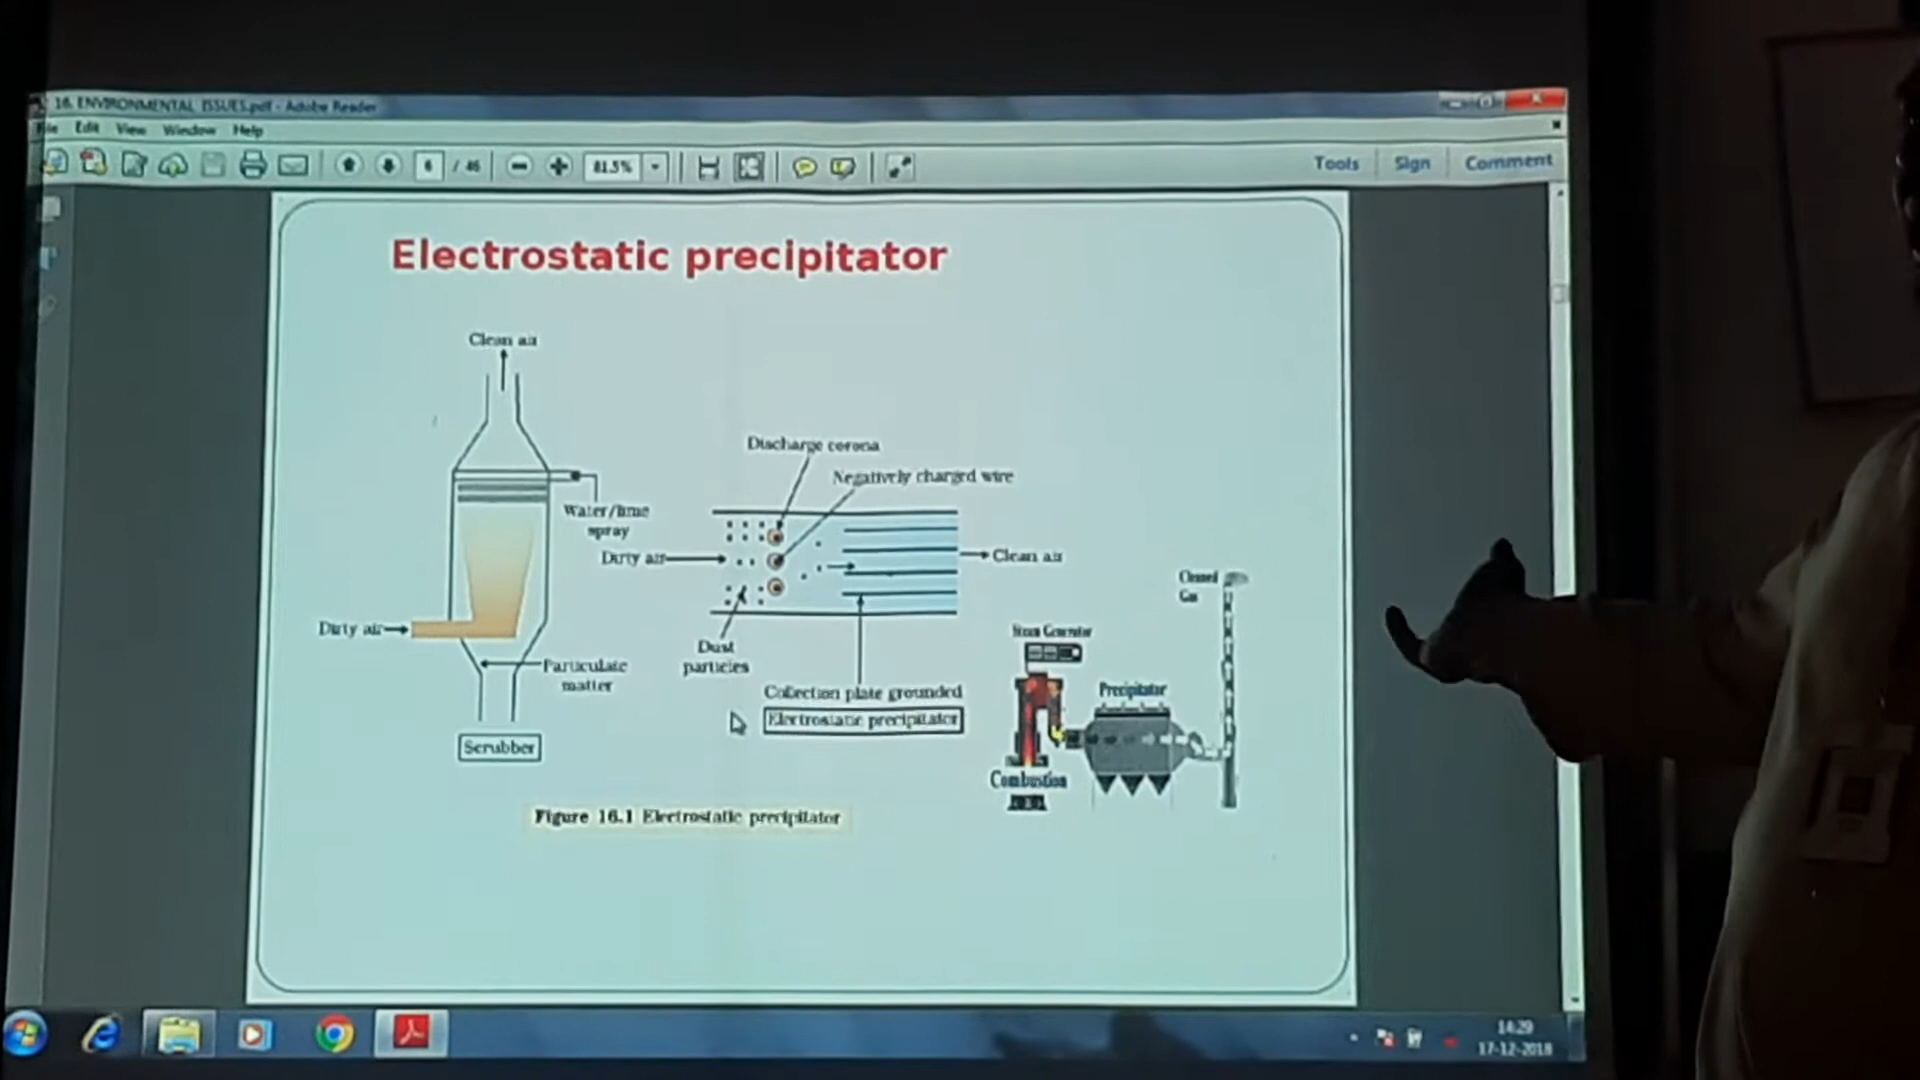 16. ENVIRONMENTAL ISSUES.pdf - Adobe Reader
File Edit View Window Help
6 / 46
81.5%
Tools Sign Comment
Electrostatic precipitator
Clean air
Discharge corona
Negatively charged wire
Water/lime
spray
Dirty air
Clean air
Dirty air
Dust
particles
Particulate
matter
Collection plate grounded
Electrostatic precipitator
Scrubber
Cleaned
Gas
Steam Generator
Precipitator
Combustion
Figure 16.1 Electrostatic precipitator
14:29
17-12-2018